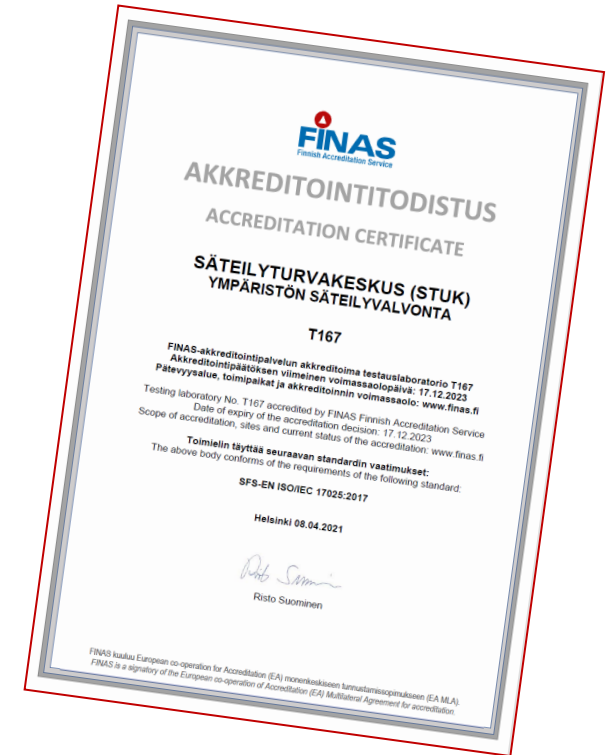 FINAS
Finnish Accreditation Service
AKKREDITOINTITODISTUS
ACCREDITATION CERTIFICATE
SÄTEILYTURVAKESKUS (STUK)
YMPÄRISTÖN SÄTEILYVALVONTA
T167
FINAS-akkreditointipalvelun akkreditoima testauslaboratorio T167
Akkreditointipäätöksen viimeinen voimassaolopäivä: 17.12.2023
Pätevyysalue, toimipaikat ja akkreditoinnin voimassaolo: www.finas.fi
Testing laboratory No. T167 accredited by FINAS Finnish Accreditation Service
Date of expiry of the accreditation decision: 17.12.2023
Scope of accreditation, sites and current status of the accreditation: www.finas.fi
Toimielin täyttää seuraavan standardin vaatimukset:
The above body conforms of the requirements of the following standard:
SFS-EN ISO/IEC 17025:2017
Helsinki 08.04.2021
Risto Suominen
FINAS kuuluu European co-operation for Accreditation (EA) monenkeskiseen tunnustamissopimukseen (EA MLA).
FINAS is a signatory of the European co-operation of Accreditation (EA) Multilateral Agreement for accreditation.